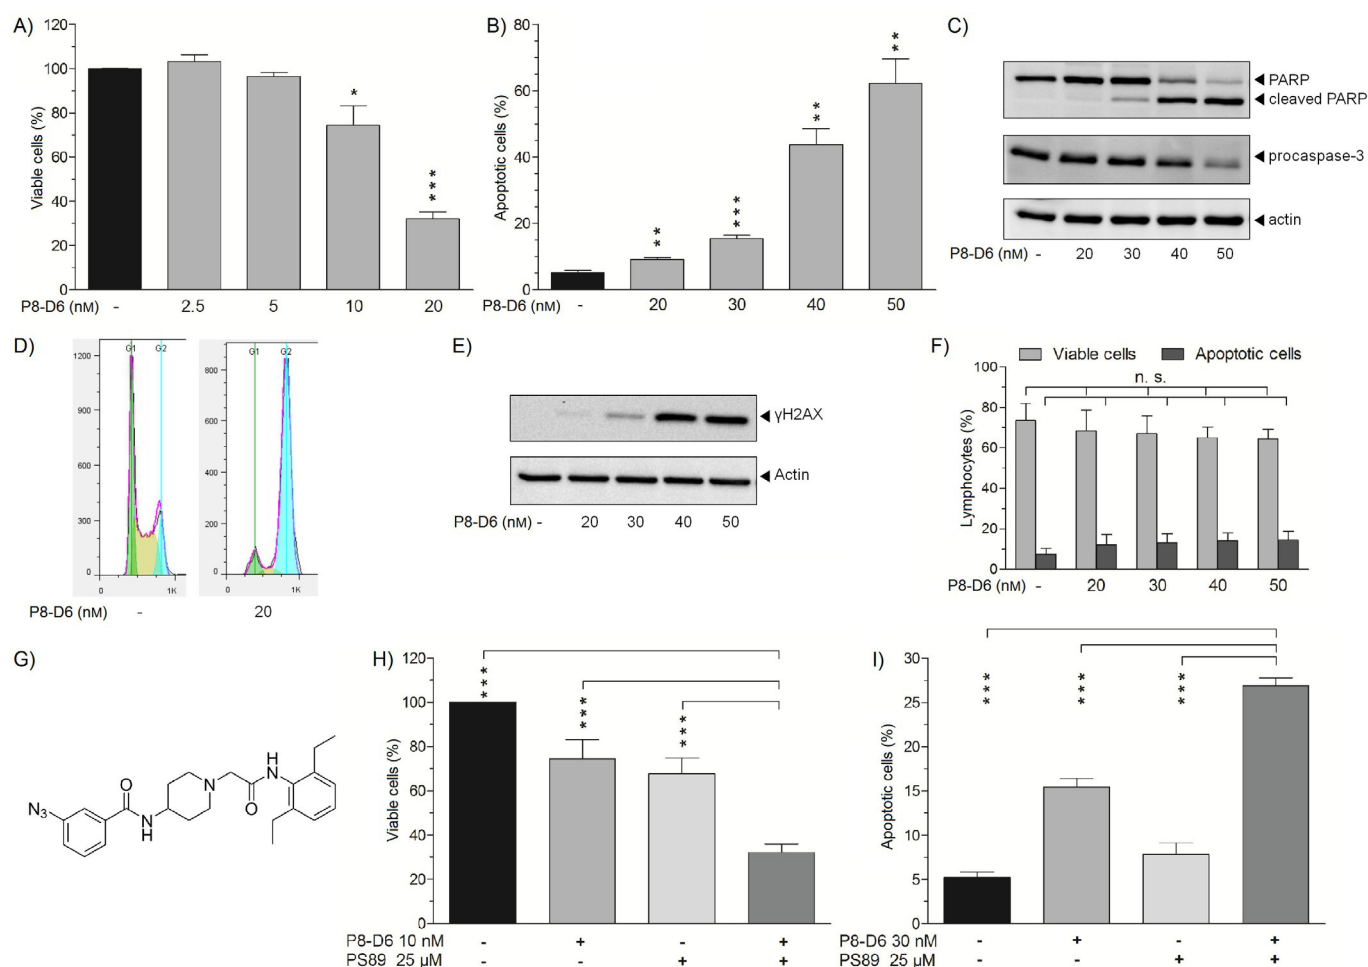 A)
120
100
80
60
40
20
0
Viable cells (%)
*
***
P8-D6 (nM) - 2.5 5 10 20
B)
80
60
40
20
0
Apoptotic cells (%)
**
***
**
**
P8-D6 (nM) - 20 30 40 50
C)
◄ PARP
◄ cleaved PARP
◄ procaspase-3
◄ actin
P8-D6 (nM) - 20 30 40 50
D)
G1 G2
1200
900
600
300
0
0 1K
G1 G2
800
600
400
200
0
0 1K
P8-D6 (nM) - 20
E)
◄ γH2AX
◄ Actin
P8-D6 (nM) - 20 30 40 50
F)
Viable cells Apoptotic cells
100
80
60
40
20
0
Lymphocytes (%)
n. s.
P8-D6 (nM) - 20 30 40 50
G)
N3
O
N
H
N
O
H
N
H)
120
100
80
60
40
20
0
Viable cells (%)
***
***
***
P8-D6 10 nM - + - +
PS89 25 µM - - + +
I)
30
25
20
15
10
5
0
Apoptotic cells (%)
***
***
***
P8-D6 30 nM - + - +
PS89 25 µM - - + +